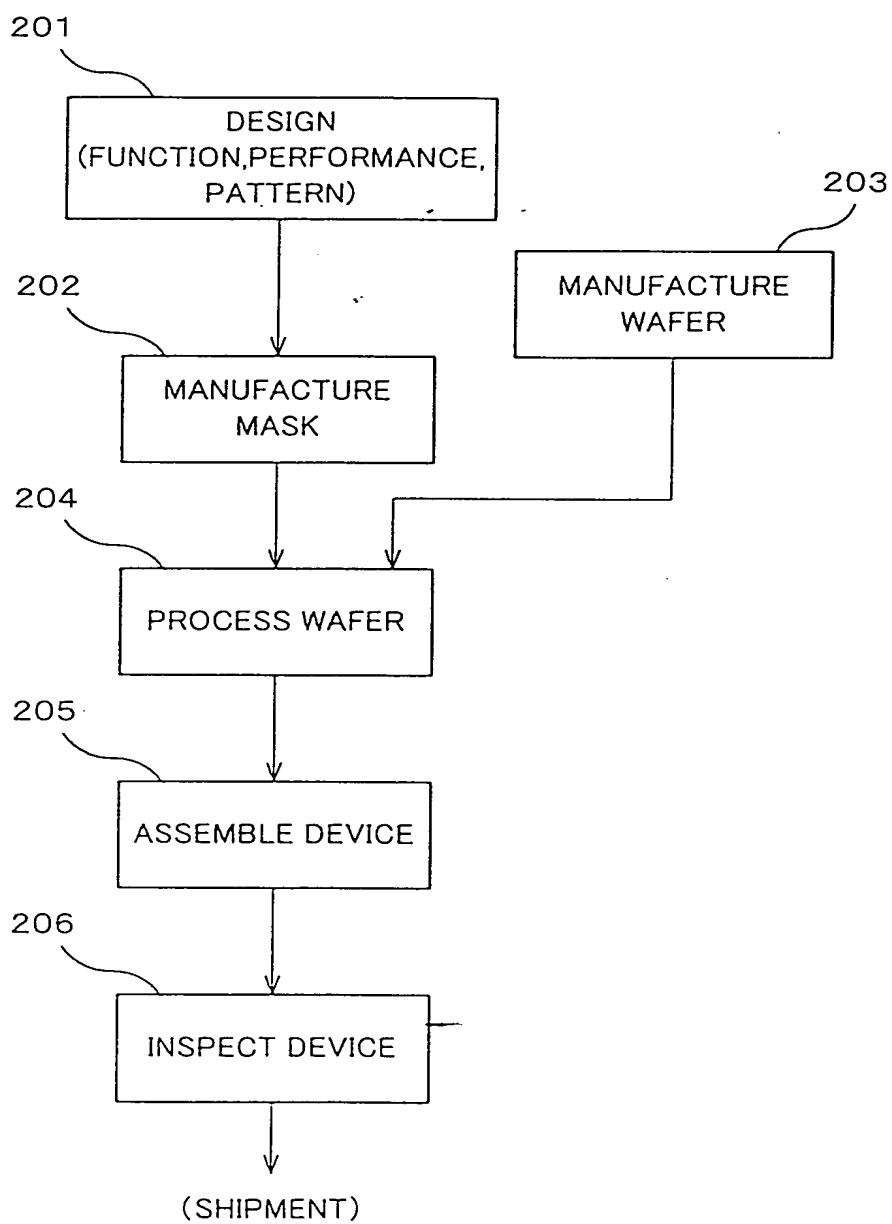 201
DESIGN
(FUNCTION,PERFORMANCE,
PATTERN)
203
MANUFACTURE
WAFER
202
MANUFACTURE
MASK
204
PROCESS WAFER
205
ASSEMBLE DEVICE
206
INSPECT DEVICE
(SHIPMENT)